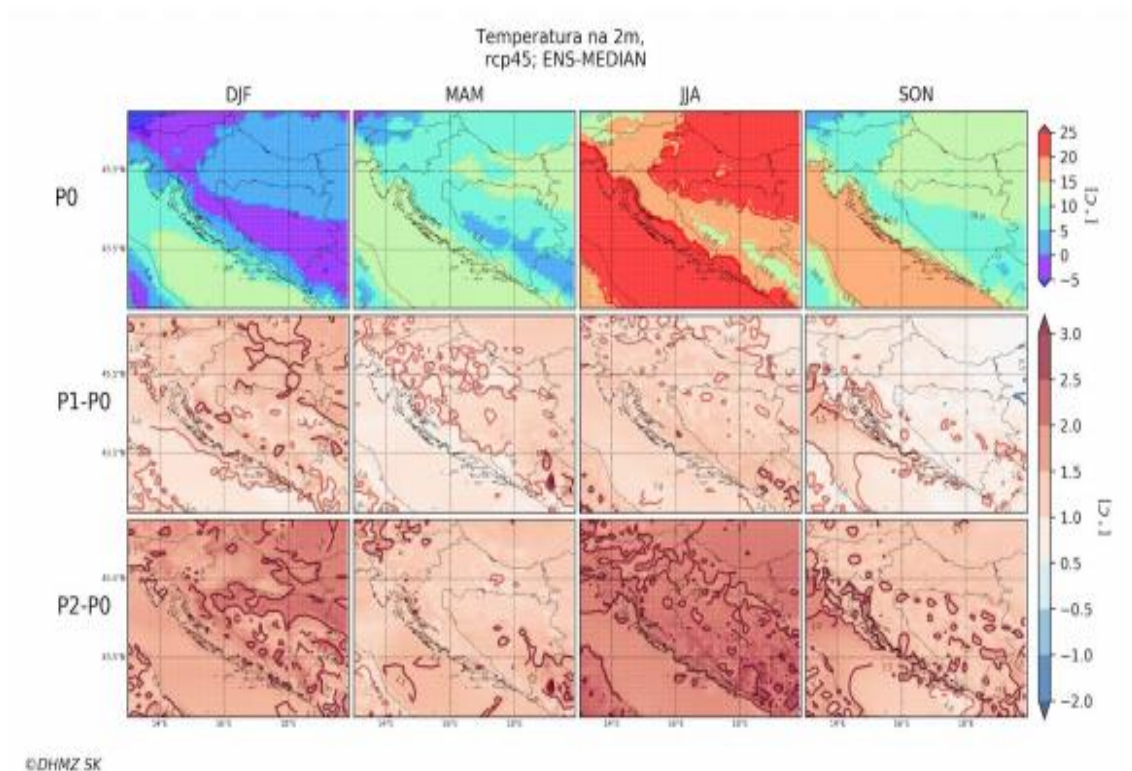 Temperatura na 2m,
rcp45; ENS-MEDIAN
DJF MAM JJA SON
P0
25
20
15
10
5
0
−5
[°C]
P1-P0
P2-P0
3.0
2.5
2.0
1.5
1.0
0.5
−0.5
−1.0
−2.0
[°C]
©DHMZ SK